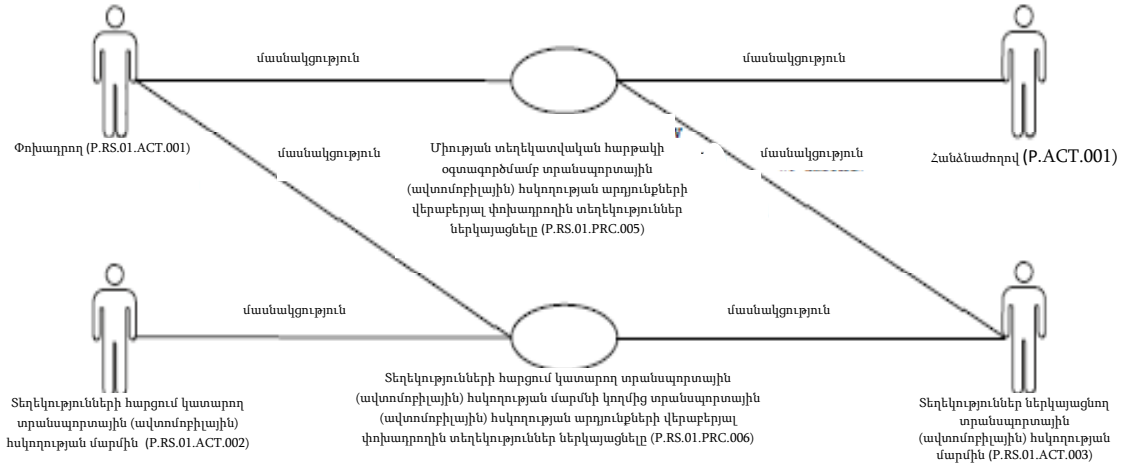 մասնակցություն
մասնակցություն
Փոխադրող (P.RS.01.ACT.001)
մասնակցություն
Միության տեղեկատվական հարթակի
օգտագործմամբ տրանսպորտային
(ավտոմոբիլային) հսկողության արդյունքների
վերաբերյալ փոխադրողին տեղեկություններ
ներկայացնելը (P.RS.01.PRC.005)
մասնակցություն
Հանձնաժողով (P.ACT.001)
մասնակցություն
մասնակցություն
Տեղեկությունների հարցում կատարող
տրանսպորտային (ավտոմոբիլային)
հսկողության մարմին (P.RS.01.ACT.002)
Տեղեկությունների հարցում կատարող տրանսպորտային
(ավտոմոբիլային) հսկողության մարմնի կողմից տրանսպորտային
(ավտոմոբիլային) հսկողության արդյունքների վերաբերյալ
փոխադրողին տեղեկություններ ներկայացնելը (P.RS.01.PRC.006)
Տեղեկություններ ներկայացնող
տրանսպորտային
(ավտոմոբիլային) հսկողության
մարմին (P.RS.01.ACT.003)